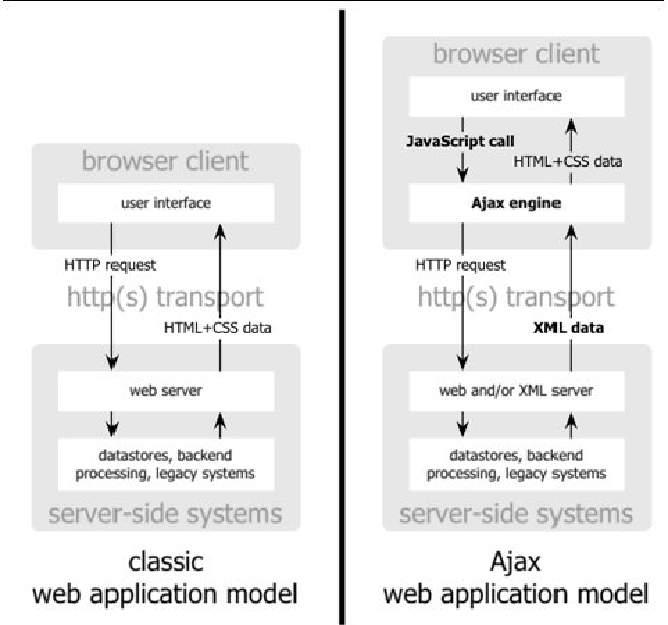 browser client
user interface
HTTP request
http(s) transport
HTML+CSS data
web server
datastores, backend
processing, legacy systems
server-side systems
classic
web application model
browser client
user interface
JavaScript call
HTML+CSS data
Ajax engine
HTTP request
http(s) transport
XML data
web and/or XML server
datastores, backend
processing, legacy systems
server-side systems
Ajax
web application model